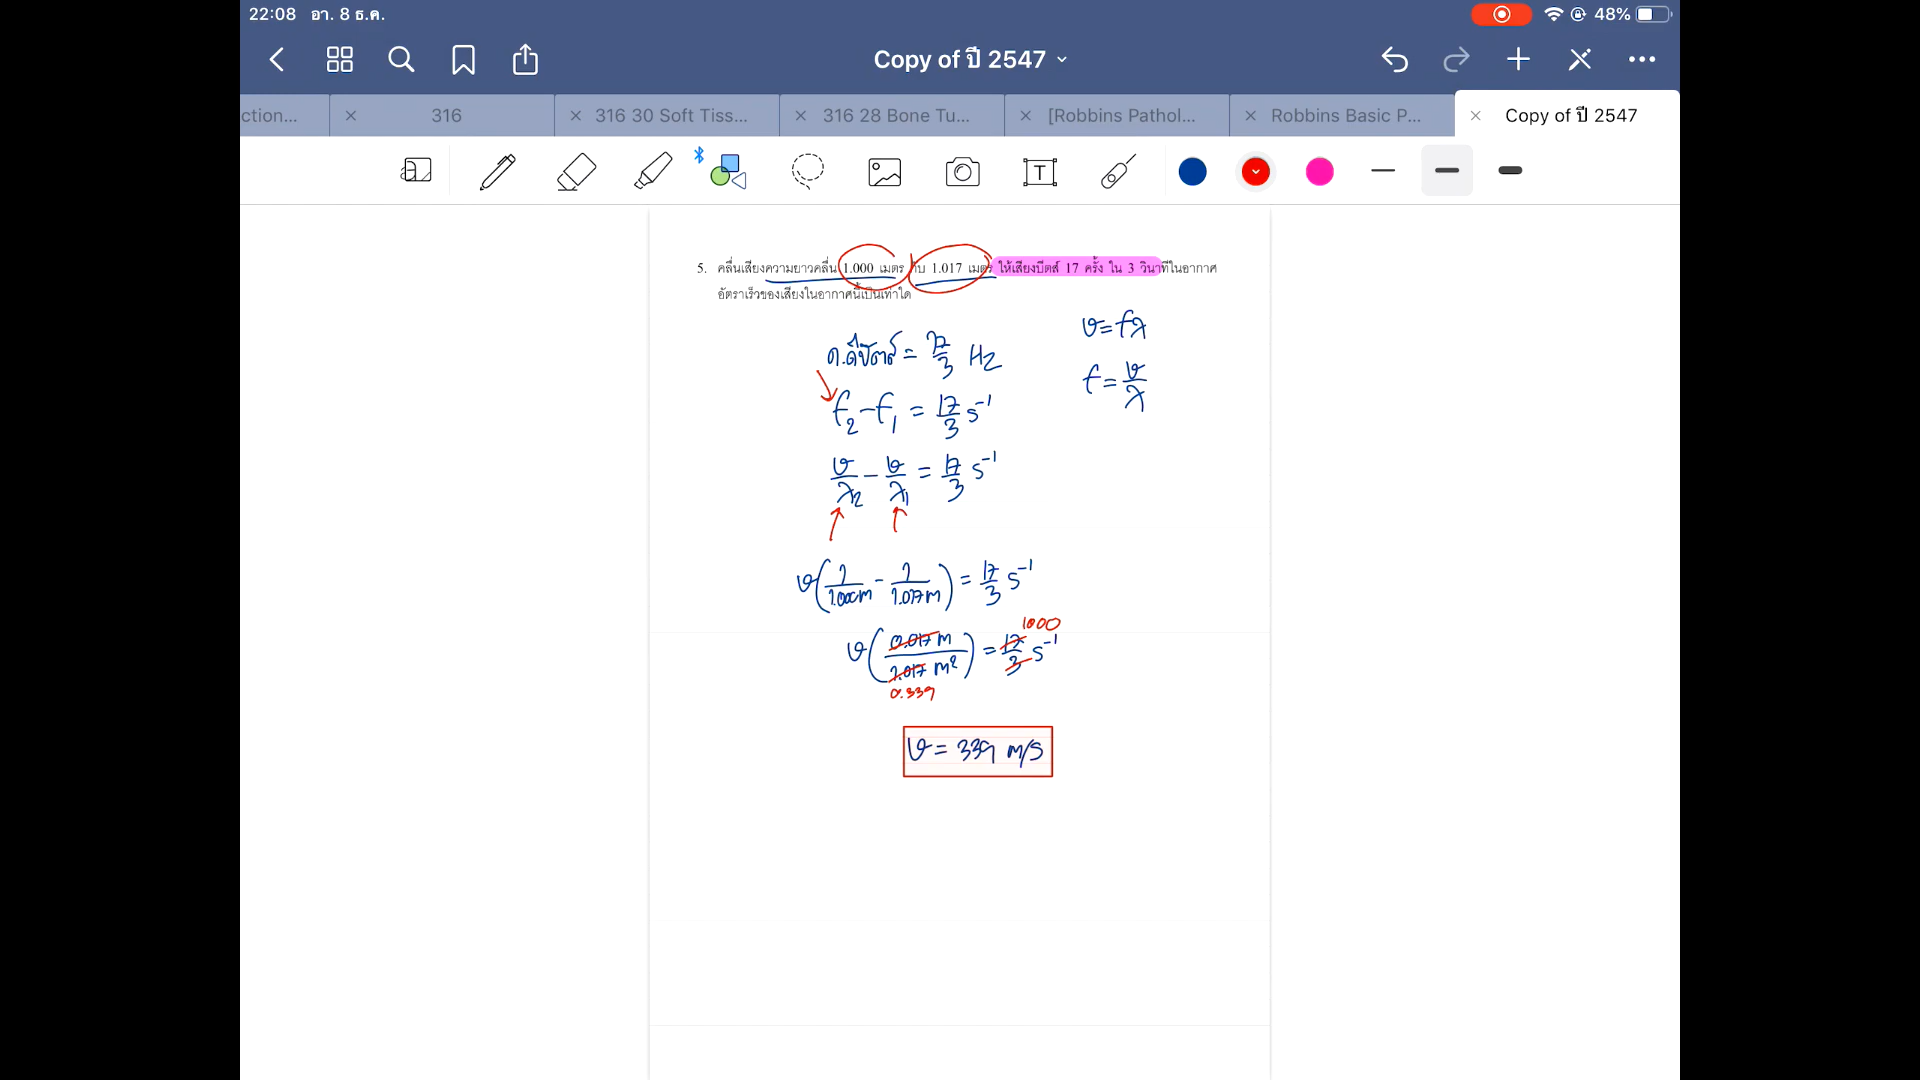 22:08 อา. 8 ธ.ค. 48%
Copy of ปี 2547
ction... 316 316 30 Soft Tiss... 316 28 Bone Tu... [Robbins Pathol... Robbins Basic P... Copy of ปี 2547
5. คลื่นเสียงความยาวคลื่น 1.000 เมตร กับ 1.017 เมตร ให้เสียงบีตส์ 17 ครั้ง ใน 3 วินาทีในอากาศ
อัตราเร็วของเสียงในอากาศนี้เป็นเท่าใด
v = fλ
ค.ถี่บีตส์ = 17/3 Hz
f = v/λ
f₂ - f₁ = 17/3 s⁻¹
v/λ₂ - v/λ₁ = 17/3 s⁻¹
v(1/1.000m - 1/1.017m) = 17/3 s⁻¹
1000
v(0.017 m/1.017 m²) = 17/3 s⁻¹
0.339
v = 339 m/s